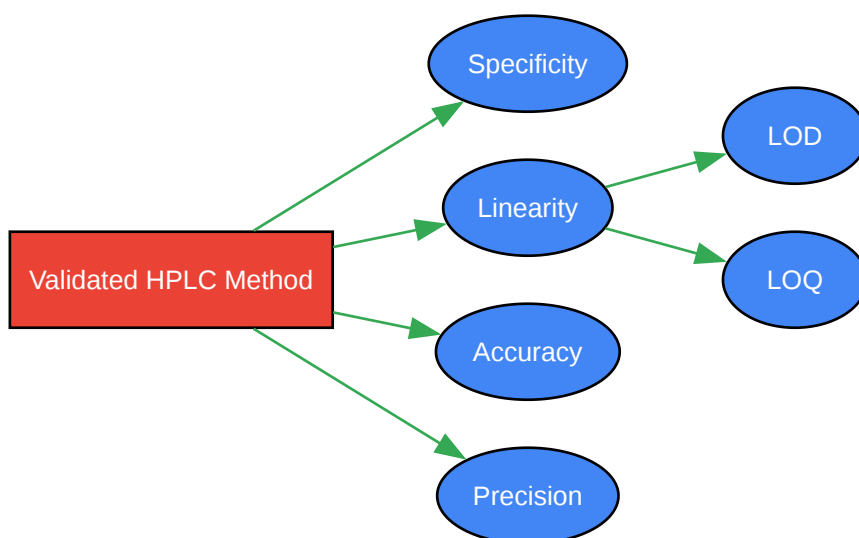 Validated HPLC Method
Specificity
Linearity
Accuracy
Precision
LOD
LOQ